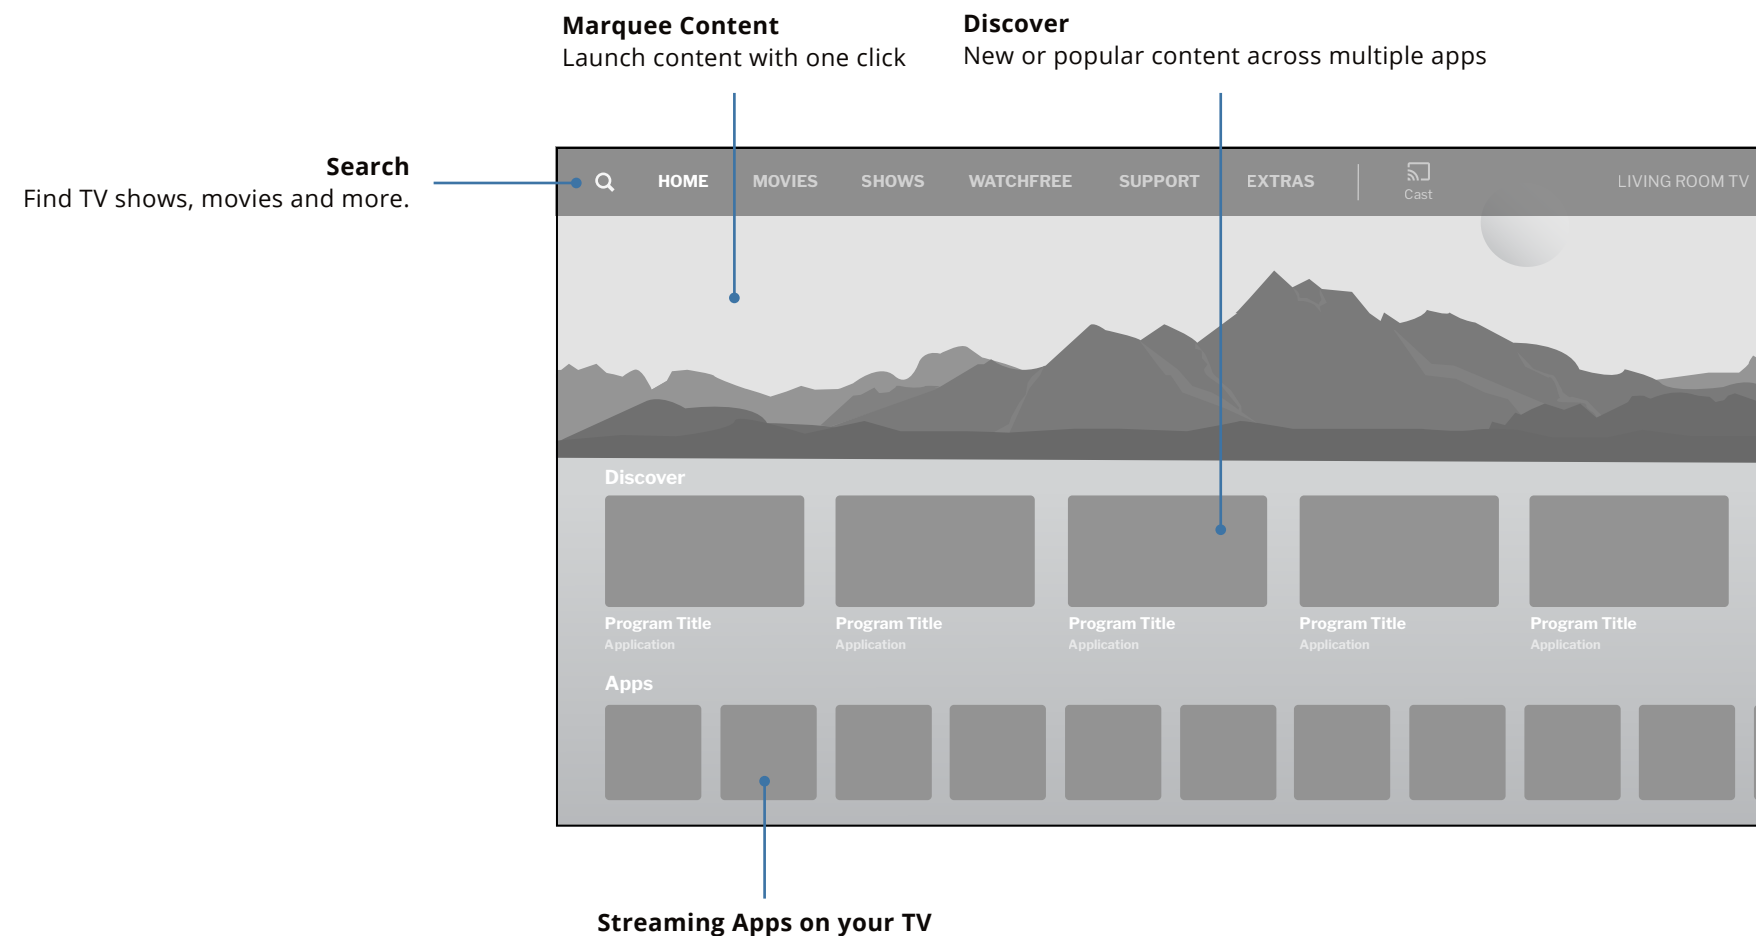 Marquee Content
Launch content with one click
Discover
New or popular content across multiple apps
Search
Find TV shows, movies and more.
HOME MOVIES SHOWS WATCHFREE SUPPORT EXTRAS Cast LIVING ROOM TV
Discover
Program Title Program Title Program Title Program Title Program Title
Application Application Application Application Application
Apps
Streaming Apps on your TV